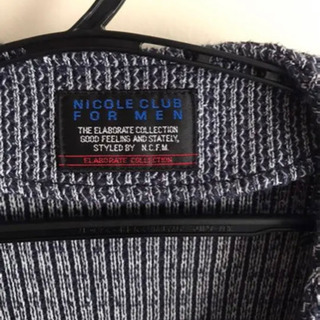 NICOLE CLUB
FOR MEN
THE ELABORATE COLLECTION
GOOD FEELING AND STATELY,
STYLED BY N.C.F.M.
ELABORATE COLLECTION